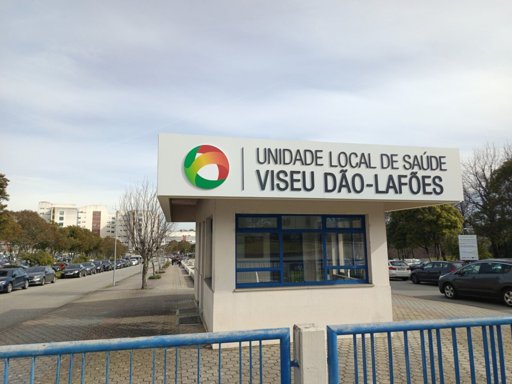 UNIDADE LOCAL DE SAÚDE
VISEU DÃO-LAFÕES